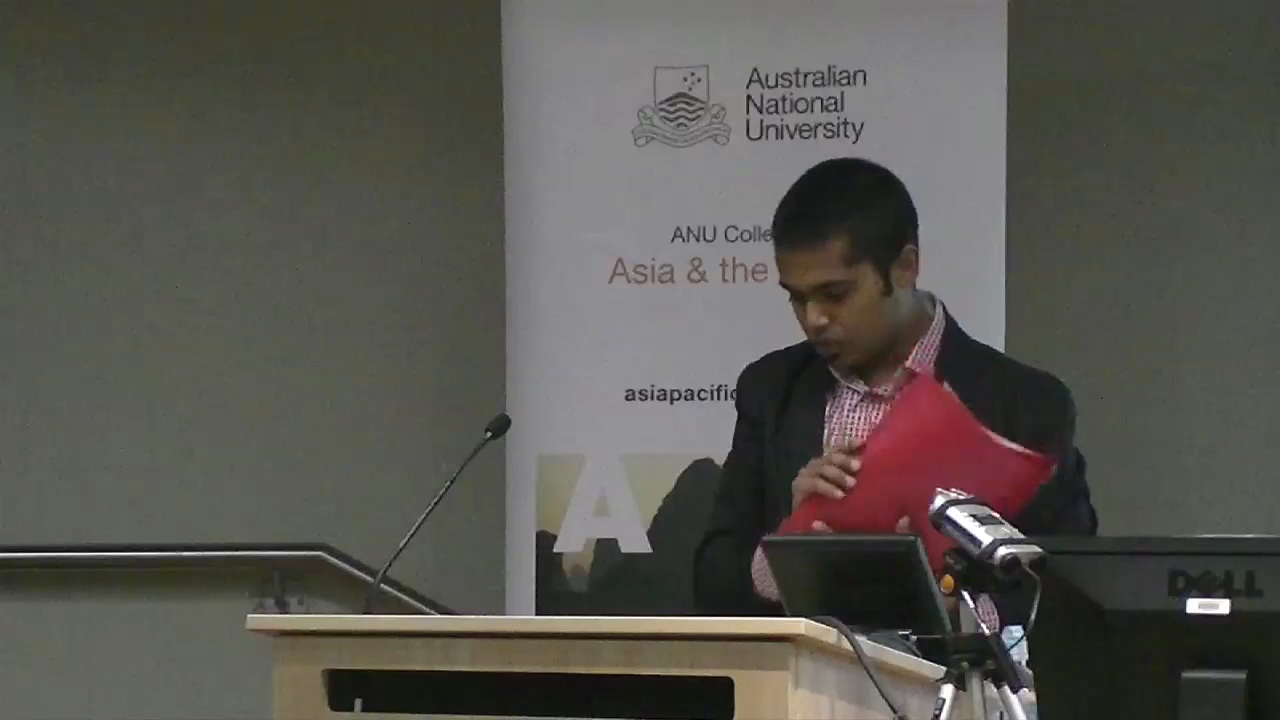 Australian
National
University
ANU Colle
Asia & the
asiapacific
A
DELL